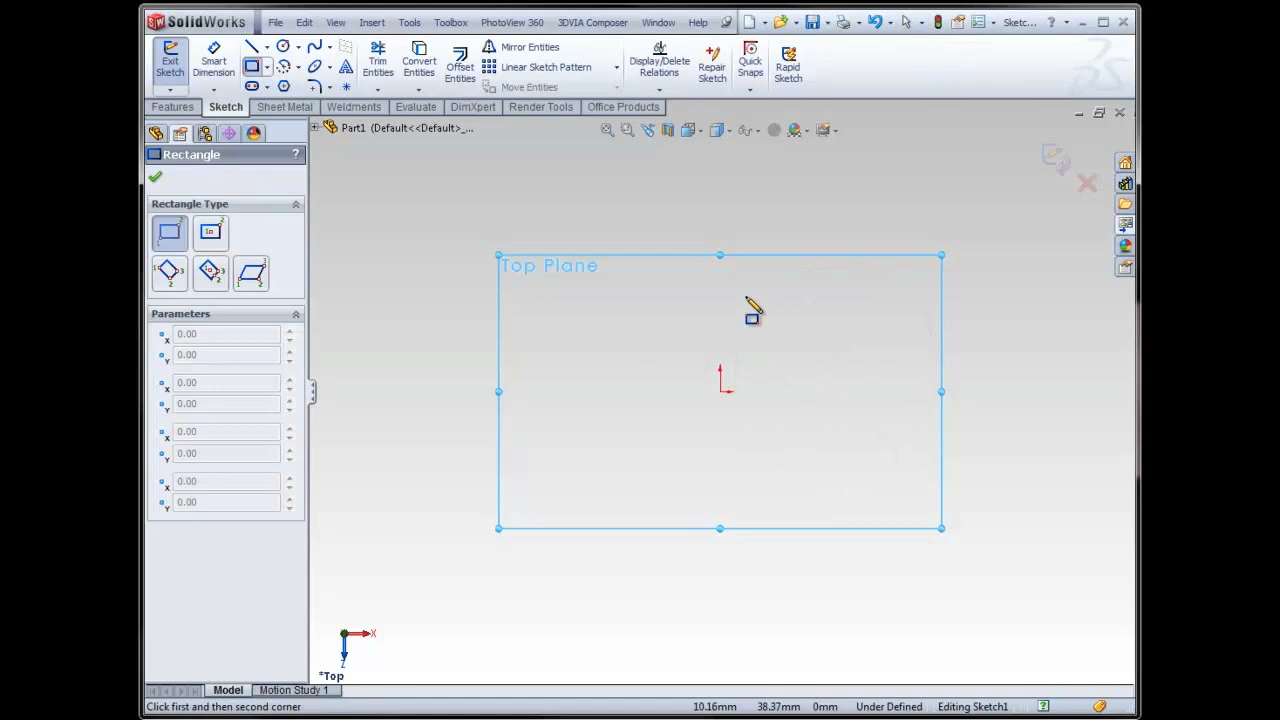 SolidWorks File Edit View Insert Tools Toolbox PhotoView 360 3DVIA Composer Window Help Sketc... ?
Exit Sketch
Smart Dimension
Trim Entities
Convert Entities
Offset Entities
Mirror Entities
Linear Sketch Pattern
Move Entities
Display/Delete Relations
Repair Sketch
Quick Snaps
Rapid Sketch
Features Sketch Sheet Metal Weldments Evaluate DimXpert Render Tools Office Products
Part1 (Default<<Default>_...
Rectangle ?
Rectangle Type
Parameters
X 0.00
Y 0.00
X 0.00
Y 0.00
X 0.00
Y 0.00
X 0.00
Y 0.00
Top Plane
X
Z
*Top
Model Motion Study 1
Click first and then second corner 10.16mm 38.37mm 0mm Under Defined Editing Sketch1 ?